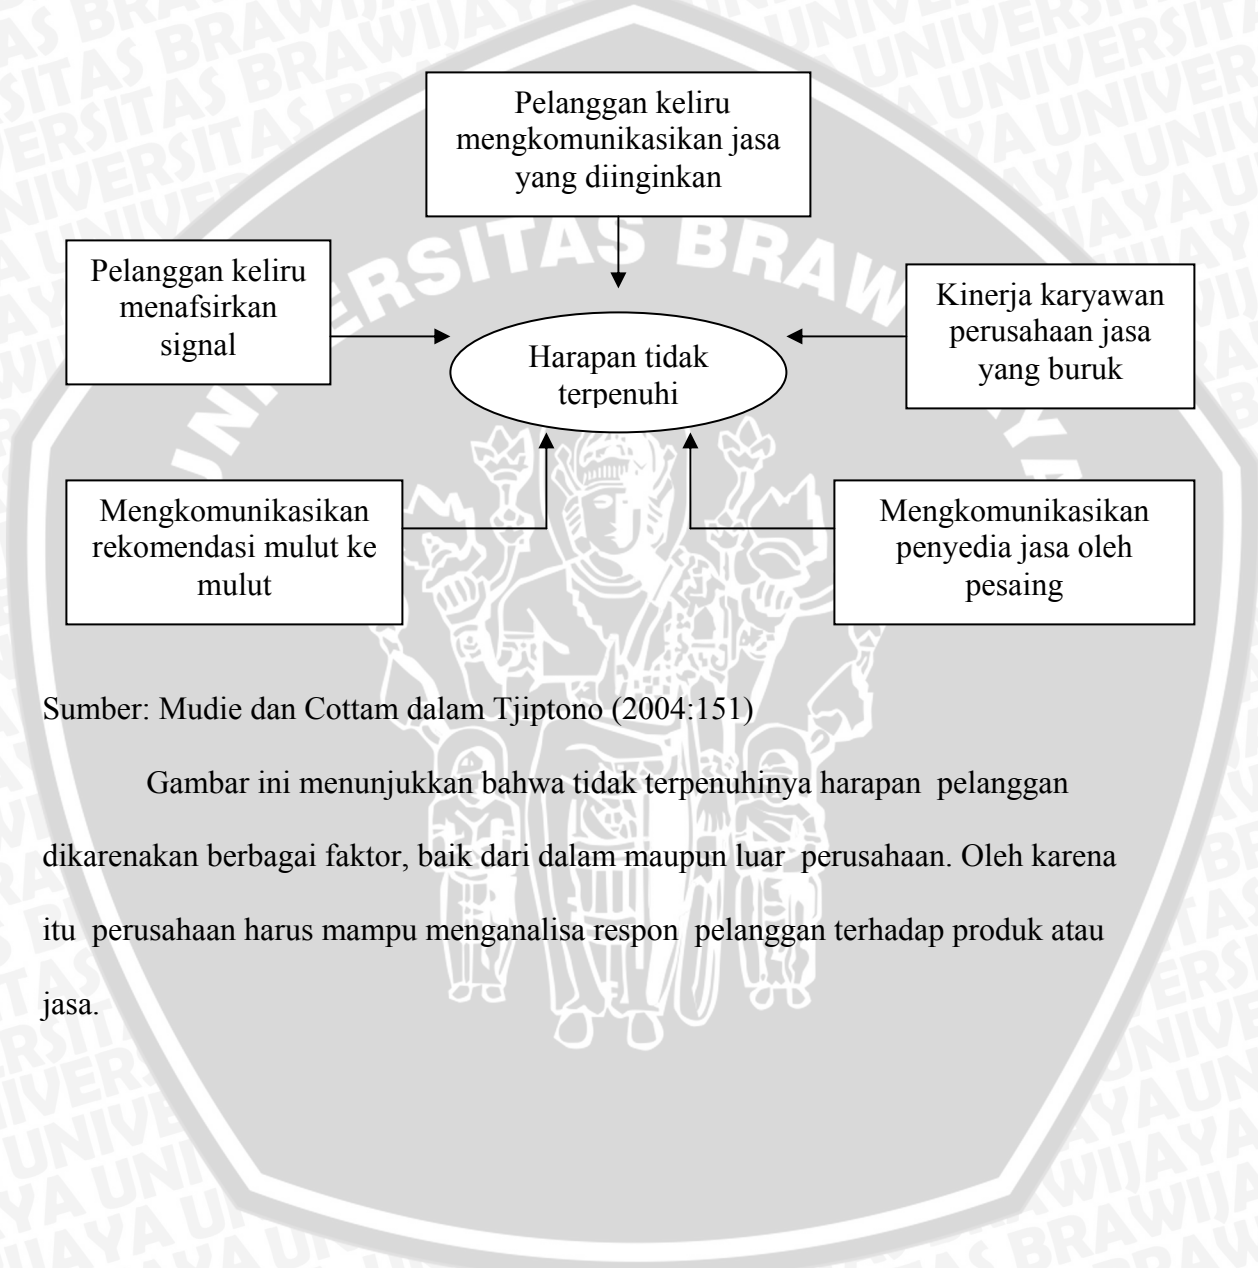 Pelanggan keliru
mengkomunikasikan jasa
yang diinginkan
Pelanggan keliru
menafsirkan
signal
Kinerja karyawan
perusahaan jasa
yang buruk
Harapan tidak
terpenuhi
Mengkomunikasikan
rekomendasi mulut ke
mulut
Mengkomunikasikan
penyedia jasa oleh
pesaing
Sumber: Mudie dan Cottam dalam Tjiptono (2004:151)
Gambar ini menunjukkan bahwa tidak terpenuhinya harapan pelanggan
dikarenakan berbagai faktor, baik dari dalam maupun luar perusahaan. Oleh karena
itu perusahaan harus mampu menganalisa respon pelanggan terhadap produk atau
jasa.